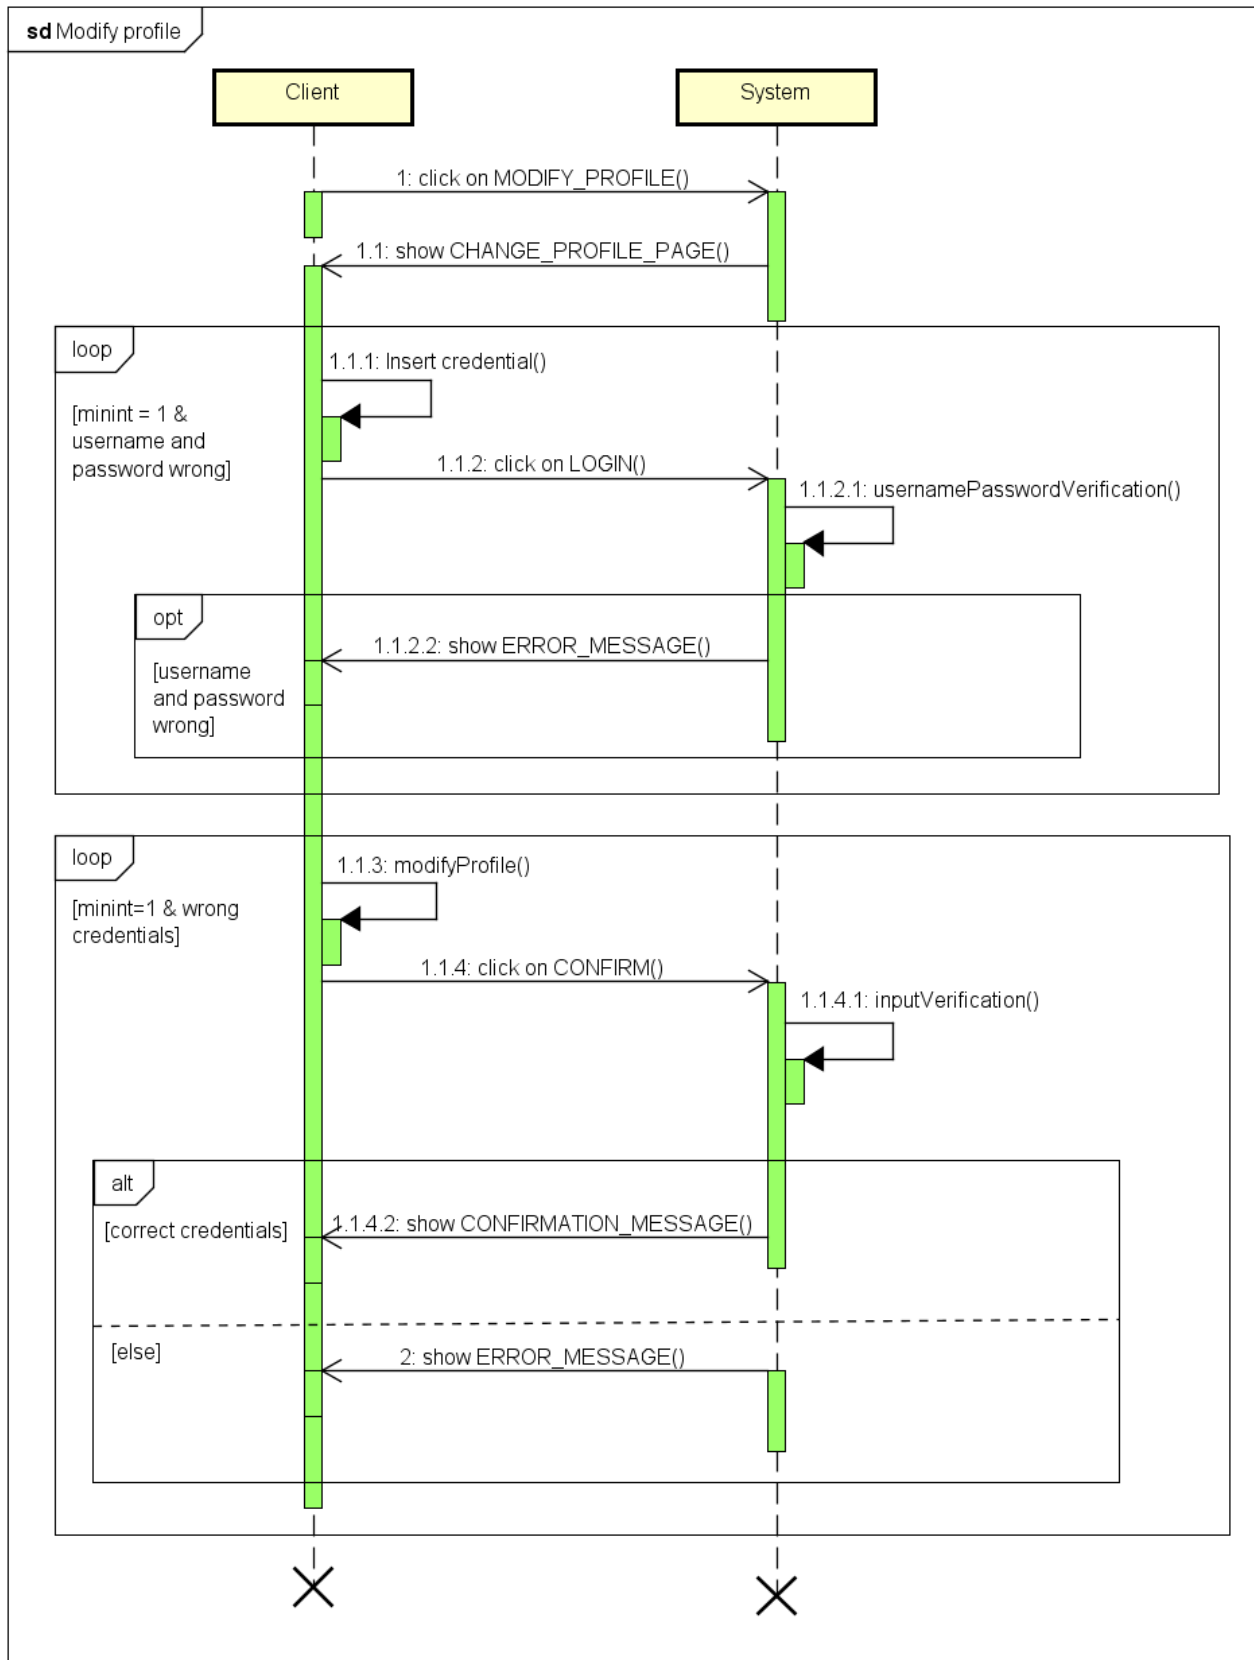 sd Modify profile
Client
System
1: click on MODIFY_PROFILE()
1.1: show CHANGE_PROFILE_PAGE()
loop
[minint = 1 &
username and
password wrong]
1.1.1: Insert credential()
1.1.2: click on LOGIN()
1.1.2.1: usernamePasswordVerification()
opt
[username
and password
wrong]
1.1.2.2: show ERROR_MESSAGE()
loop
[minint=1 & wrong
credentials]
1.1.3: modifyProfile()
1.1.4: click on CONFIRM()
1.1.4.1: inputVerification()
alt
[correct credentials]
1.1.4.2: show CONFIRMATION_MESSAGE()
[else]
2: show ERROR_MESSAGE()